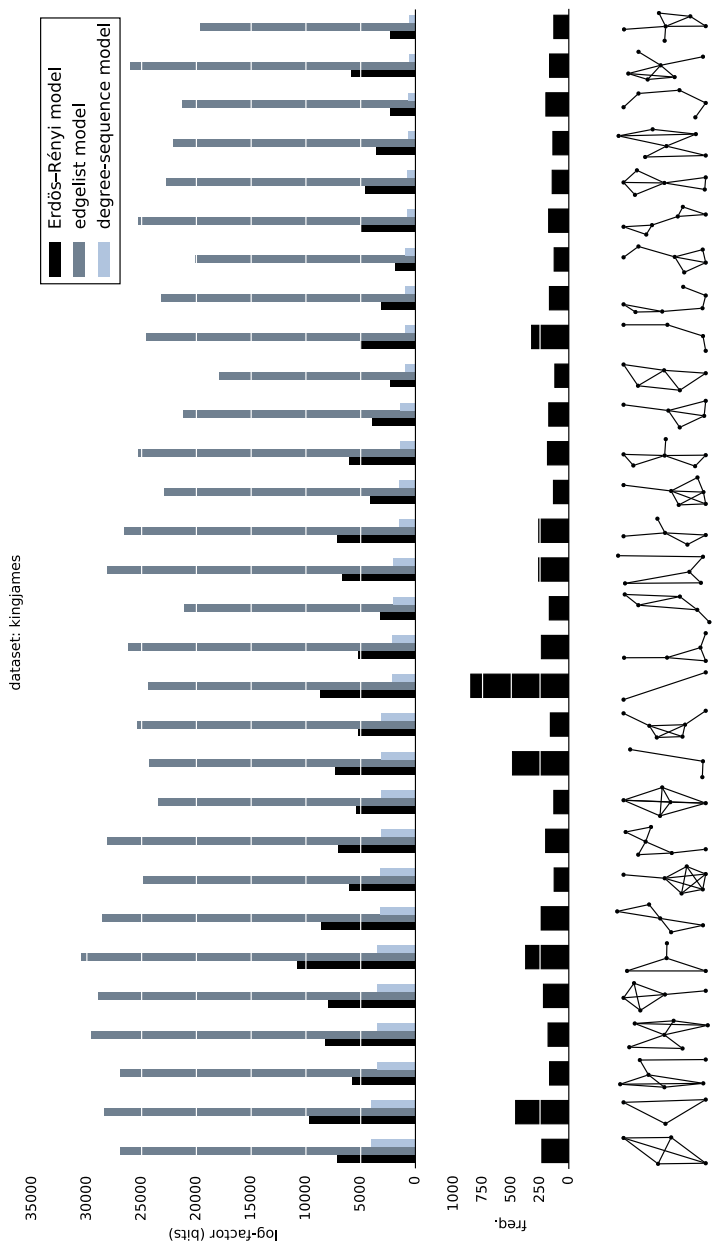 dataset: kingjames
Erdös–Rényi model
edgelist model
degree-sequence model
35000
30000
25000
20000
15000
10000
5000
0
log-factor (bits)
1000
750
500
250
0
freq.